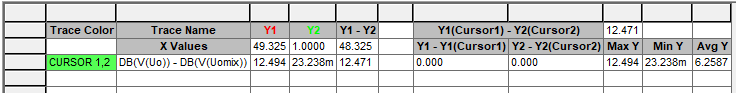 Trace Color Trace Name Y1 Y2 Y1 - Y2 Y1(Cursor1) - Y2(Cursor2) 12.471
X Values 49.325 1.0000 48.325 Y1 - Y1(Cursor1) Y2 - Y2(Cursor2) Max Y Min Y Avg Y
CURSOR 1,2 DB(V(Uo)) - DB(V(Uomix)) 12.494 23.238m 12.471 0.000 0.000 12.494 23.238m 6.2587